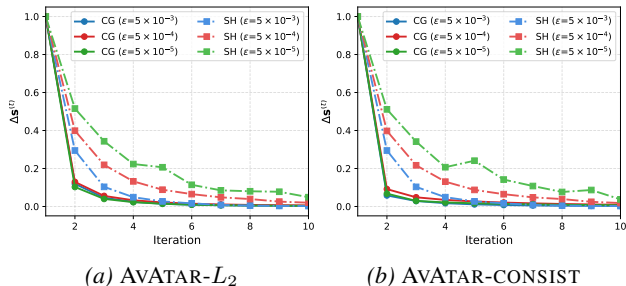 CG (ε=5 × 10⁻³) SH (ε=5 × 10⁻³)
CG (ε=5 × 10⁻⁴) SH (ε=5 × 10⁻⁴)
CG (ε=5 × 10⁻⁵) SH (ε=5 × 10⁻⁵)
1.0
0.8
0.6
0.4
0.2
0.0
Δs⁽ᵗ⁾
2 4 6 8 10
Iteration
(a) AVATAR-L₂
CG (ε=5 × 10⁻³) SH (ε=5 × 10⁻³)
CG (ε=5 × 10⁻⁴) SH (ε=5 × 10⁻⁴)
CG (ε=5 × 10⁻⁵) SH (ε=5 × 10⁻⁵)
1.0
0.8
0.6
0.4
0.2
0.0
Δs⁽ᵗ⁾
2 4 6 8 10
Iteration
(b) AVATAR-CONSIST